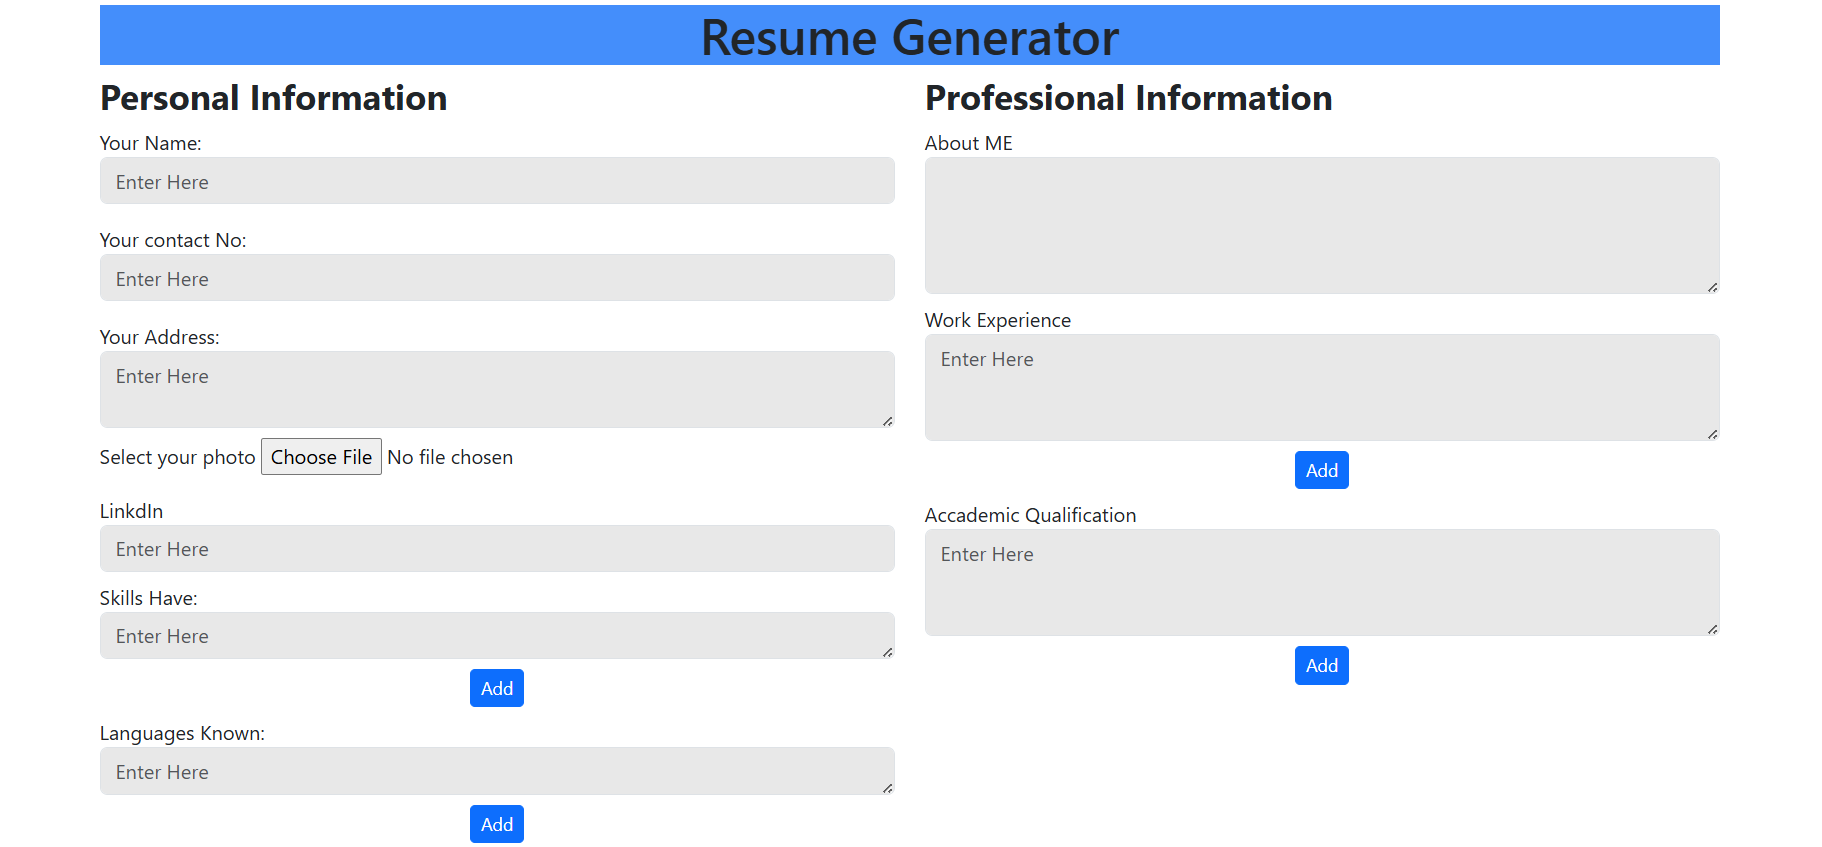 Resume Generator
Personal Information
Your Name:
Enter Here
Your contact No:
Enter Here
Your Address:
Enter Here
Select your photo Choose File No file chosen
LinkdIn
Enter Here
Skills Have:
Enter Here
Add
Languages Known:
Enter Here
Add
Professional Information
About ME
Work Experience
Enter Here
Add
Accademic Qualification
Enter Here
Add